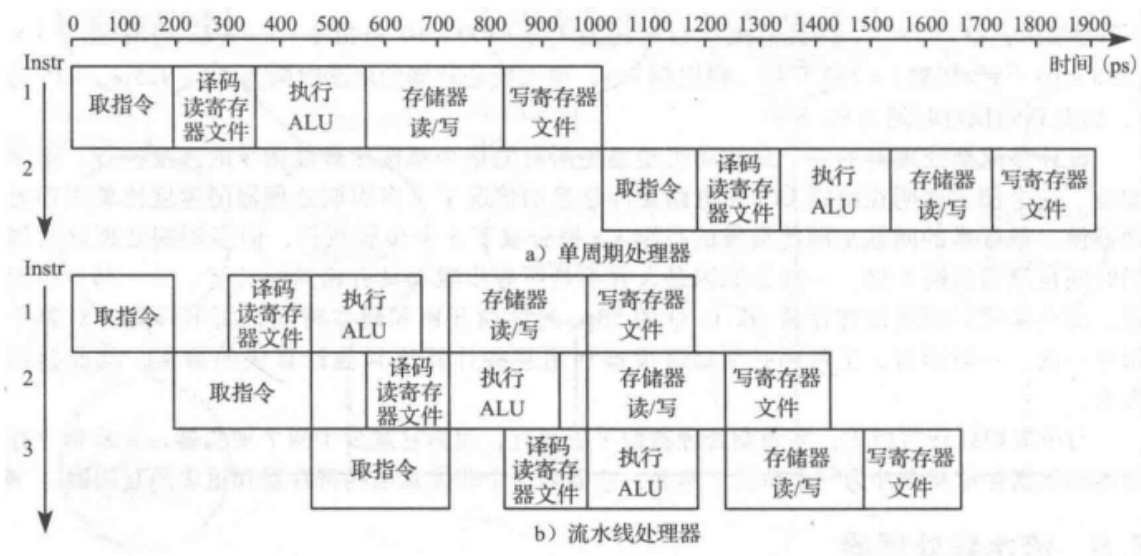 0 100 200 300 400 500 600 700 800 900 1000 1100 1200 1300 1400 1500 1600 1700 1800 1900
时间 (ps)
Instr
1
取指令
译码
读寄存
器文件
执行
ALU
存储器
读/写
写寄存器
文件
2
取指令
译码
读寄存
器文件
执行
ALU
存储器
读/写
写寄存器
文件
a）单周期处理器
Instr
1
取指令
译码
读寄存
器文件
执行
ALU
存储器
读/写
写寄存器
文件
2
取指令
译码
读寄存
器文件
执行
ALU
存储器
读/写
写寄存器
文件
3
取指令
译码
读寄存
器文件
执行
ALU
存储器
读/写
写寄存器
文件
b）流水线处理器